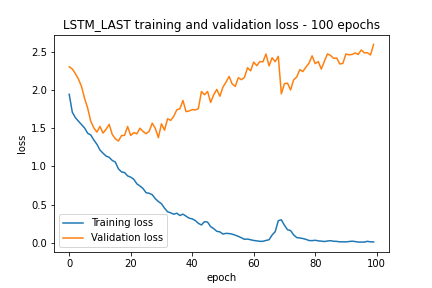 LSTM_LAST training and validation loss - 100 epochs
loss
2.5
2.0
1.5
1.0
0.5
0.0
Training loss
Validation loss
0 20 40 60 80 100
epoch